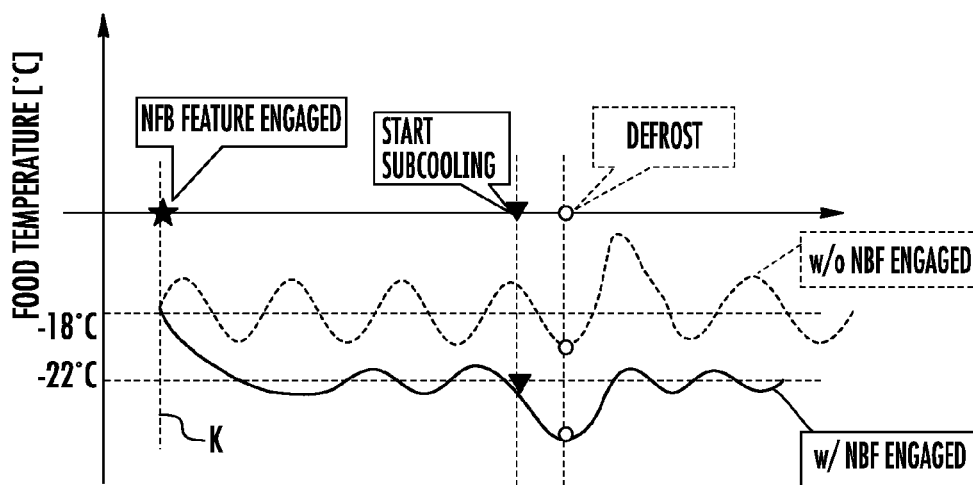 FOOD TEMPERATURE [°C]
NFB FEATURE ENGAGED
START
SUBCOOLING
DEFROST
w/o NBF ENGAGED
-18°C
-22°C
K
w/ NBF ENGAGED